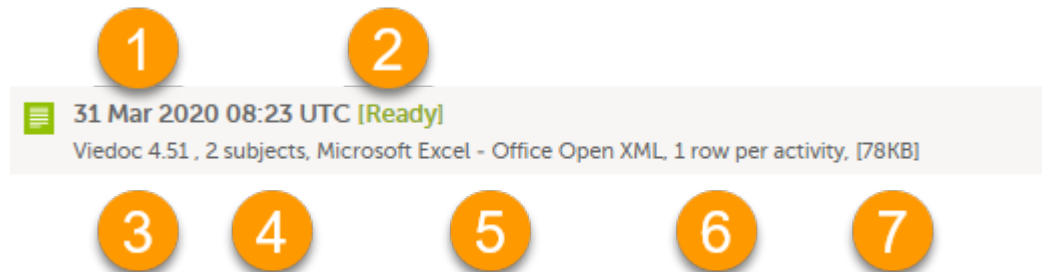 1 2
31 Mar 2020 08:23 UTC [Ready]
Viedoc 4.51 , 2 subjects, Microsoft Excel - Office Open XML, 1 row per activity, [78KB]
3 4 5 6 7